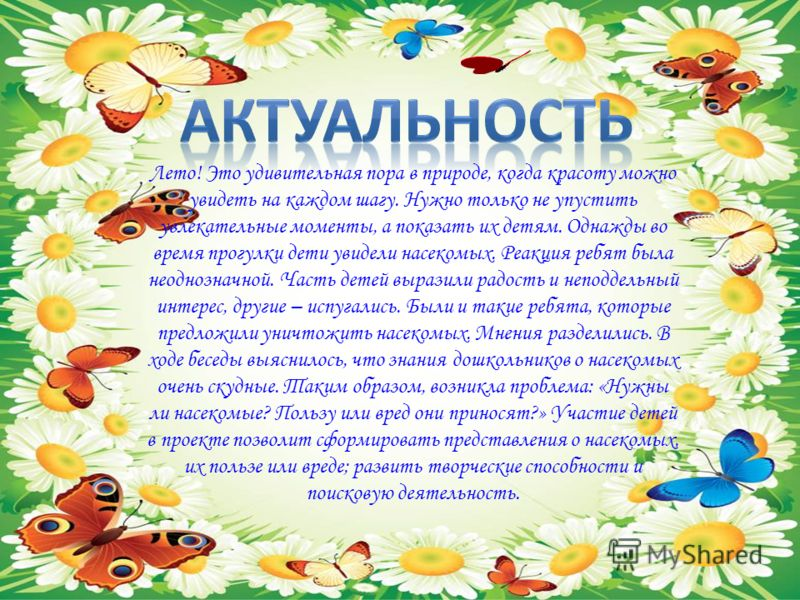 АКТУАЛЬНОСТЬ
Лето! Это удивительная пора в природе, когда красоту можно
увидеть на каждом шагу. Нужно только не упустить
увлекательные моменты, а показать их детям. Однажды во
время прогулки дети увидели насекомых. Реакция ребят была
неоднозначной. Часть детей выразили радость и неподдельный
интерес, другие – испугались. Были и такие ребята, которые
предложили уничтожить насекомых. Мнения разделились. В
ходе беседы выяснилось, что знания дошкольников о насекомых
очень скудные. Таким образом, возникла проблема: «Нужны
ли насекомые? Пользу или вред они приносят?» Участие детей
в проекте позволит сформировать представления о насекомых,
их пользе или вреде; развить творческие способности и
поисковую деятельность.
MyShared